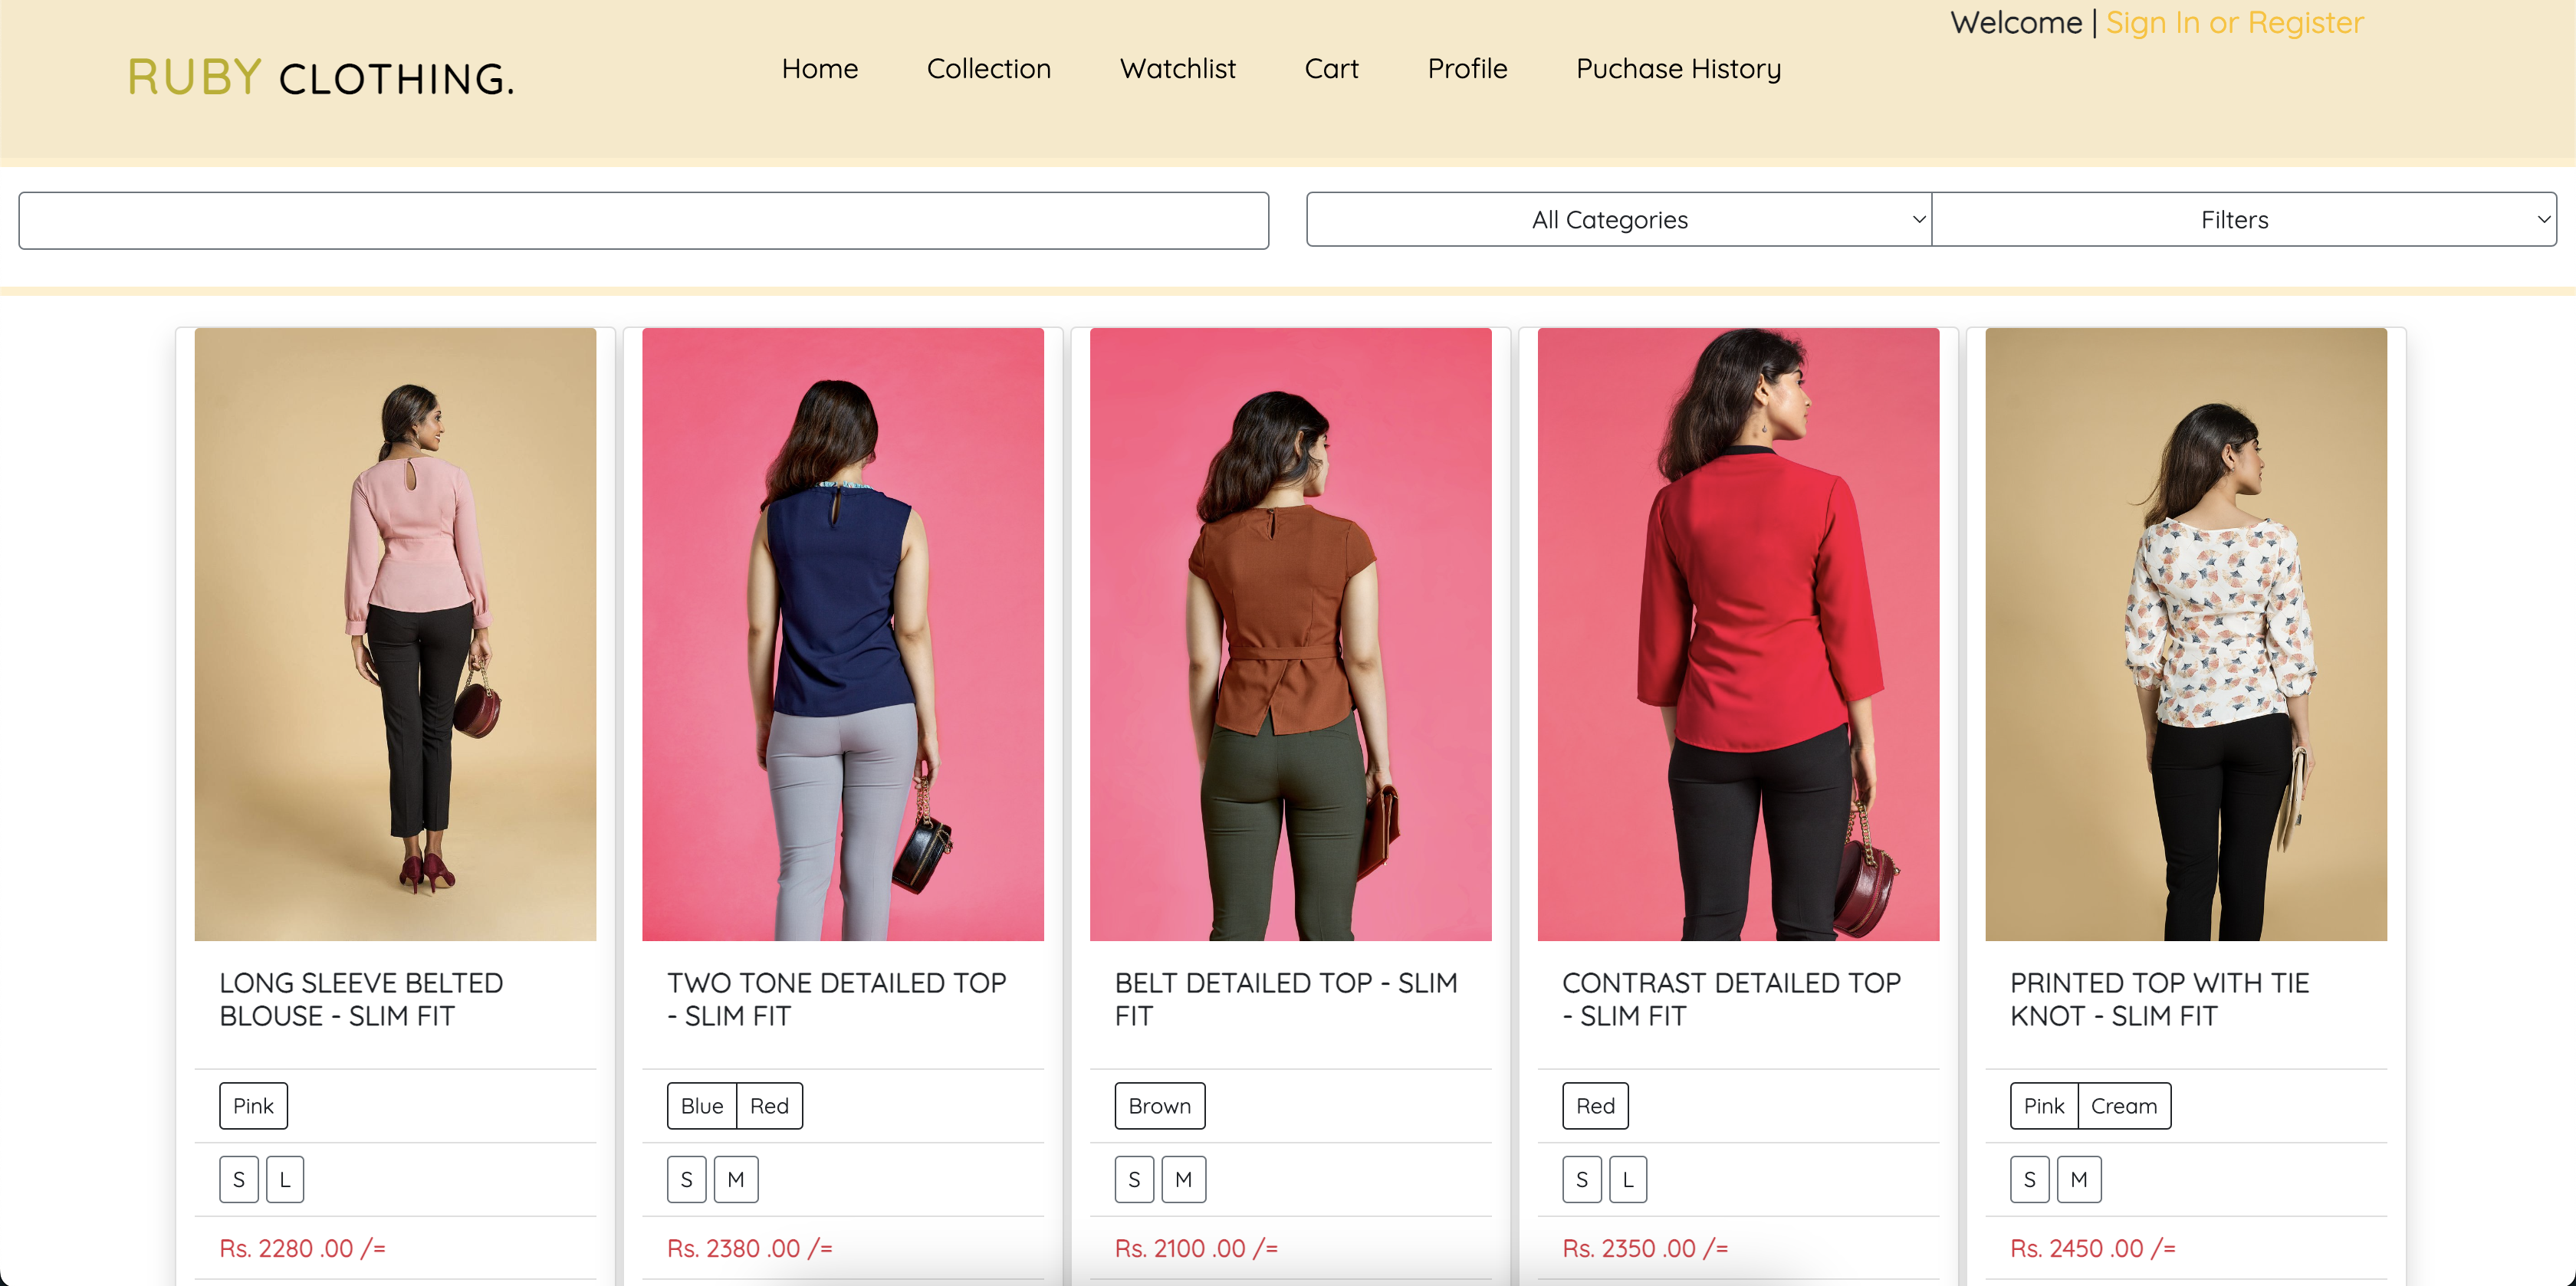 Welcome | Sign In or Register
RUBY CLOTHING.
Home Collection Watchlist Cart Profile Puchase History
All Categories Filters
LONG SLEEVE BELTED
BLOUSE - SLIM FIT
Pink
S L
Rs. 2280 .00 /=
TWO TONE DETAILED TOP
- SLIM FIT
Blue Red
S M
Rs. 2380 .00 /=
BELT DETAILED TOP - SLIM
FIT
Brown
S M
Rs. 2100 .00 /=
CONTRAST DETAILED TOP
- SLIM FIT
Red
S L
Rs. 2350 .00 /=
PRINTED TOP WITH TIE
KNOT - SLIM FIT
Pink Cream
S M
Rs. 2450 .00 /=